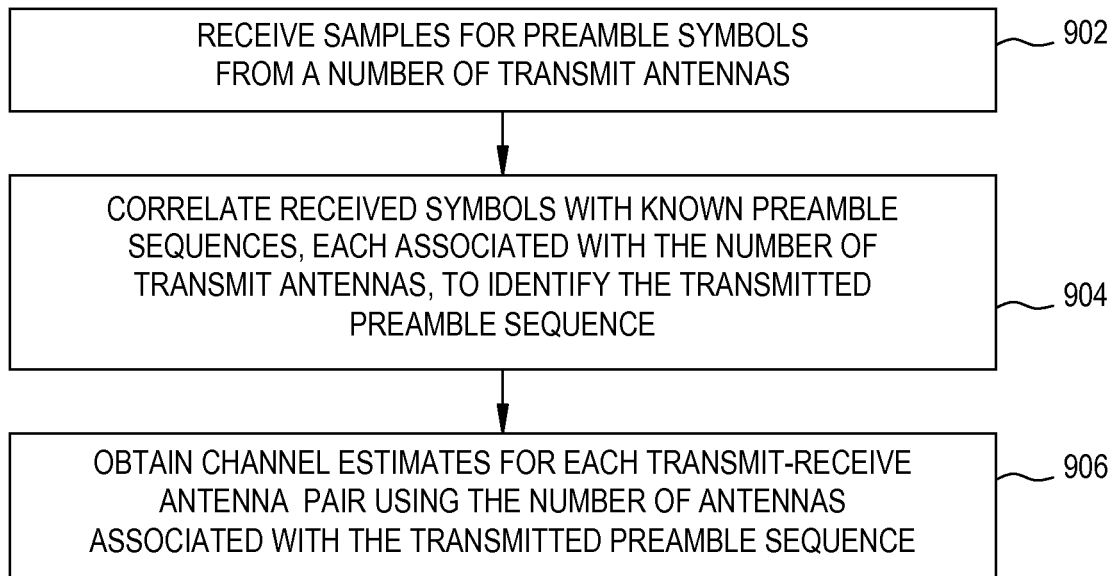 RECEIVE SAMPLES FOR PREAMBLE SYMBOLS
FROM A NUMBER OF TRANSMIT ANTENNAS
902
CORRELATE RECEIVED SYMBOLS WITH KNOWN PREAMBLE
SEQUENCES, EACH ASSOCIATED WITH THE NUMBER OF
TRANSMIT ANTENNAS, TO IDENTIFY THE TRANSMITTED
PREAMBLE SEQUENCE
904
OBTAIN CHANNEL ESTIMATES FOR EACH TRANSMIT-RECEIVE
ANTENNA PAIR USING THE NUMBER OF ANTENNAS
ASSOCIATED WITH THE TRANSMITTED PREAMBLE SEQUENCE
906